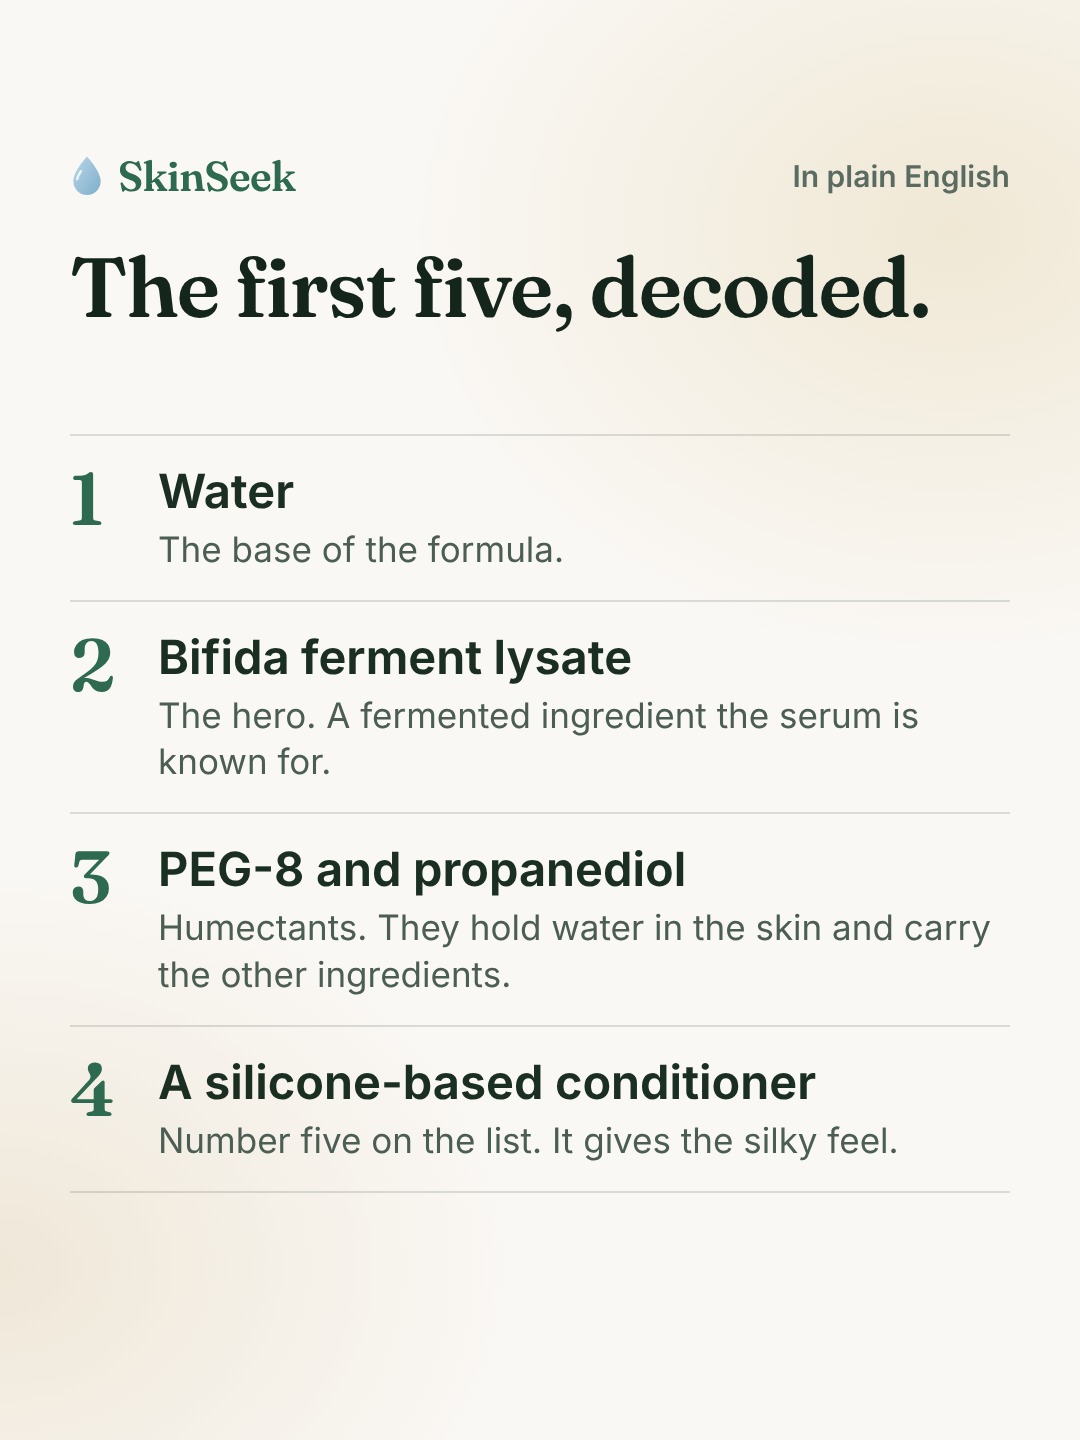 SkinSeek
In plain English
The first five, decoded.
1
Water
The base of the formula.
2
Bifida ferment lysate
The hero. A fermented ingredient the serum is
known for.
3
PEG-8 and propanediol
Humectants. They hold water in the skin and carry
the other ingredients.
4
A silicone-based conditioner
Number five on the list. It gives the silky feel.